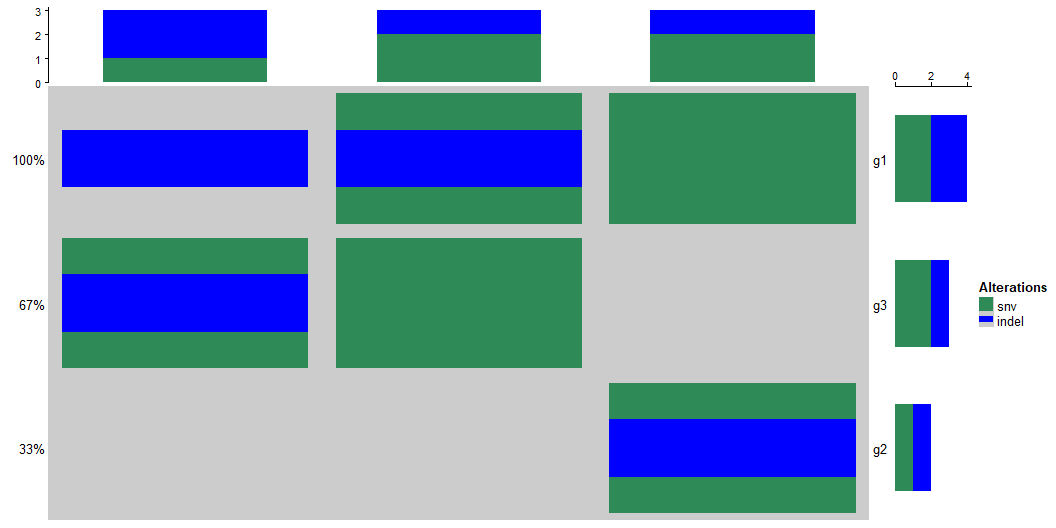 3
2
1
0
0 2 4
100% g1
67% g3
Alterations
snv
indel
33% g2